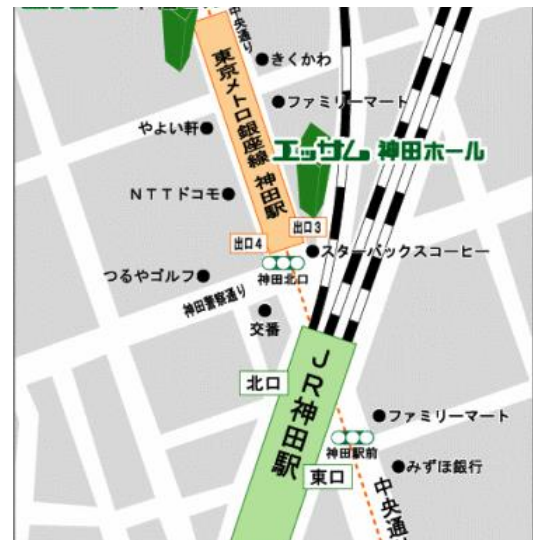 中央通り
きくかわ
東京メトロ銀座線 神田駅
ファミリーマート
やよい軒
エッサム 神田ホール
NTTドコモ
出口3
出口4
スターバックスコーヒー
神田北口
つるやゴルフ
神田警察通り
交番
JR神田駅
北口
ファミリーマート
神田駅前
みずほ銀行
東口
中央通